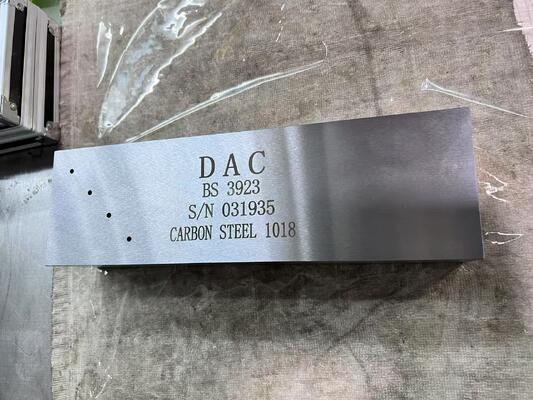 DAC
BS 3923
S/N 031935
CARBON STEEL 1018